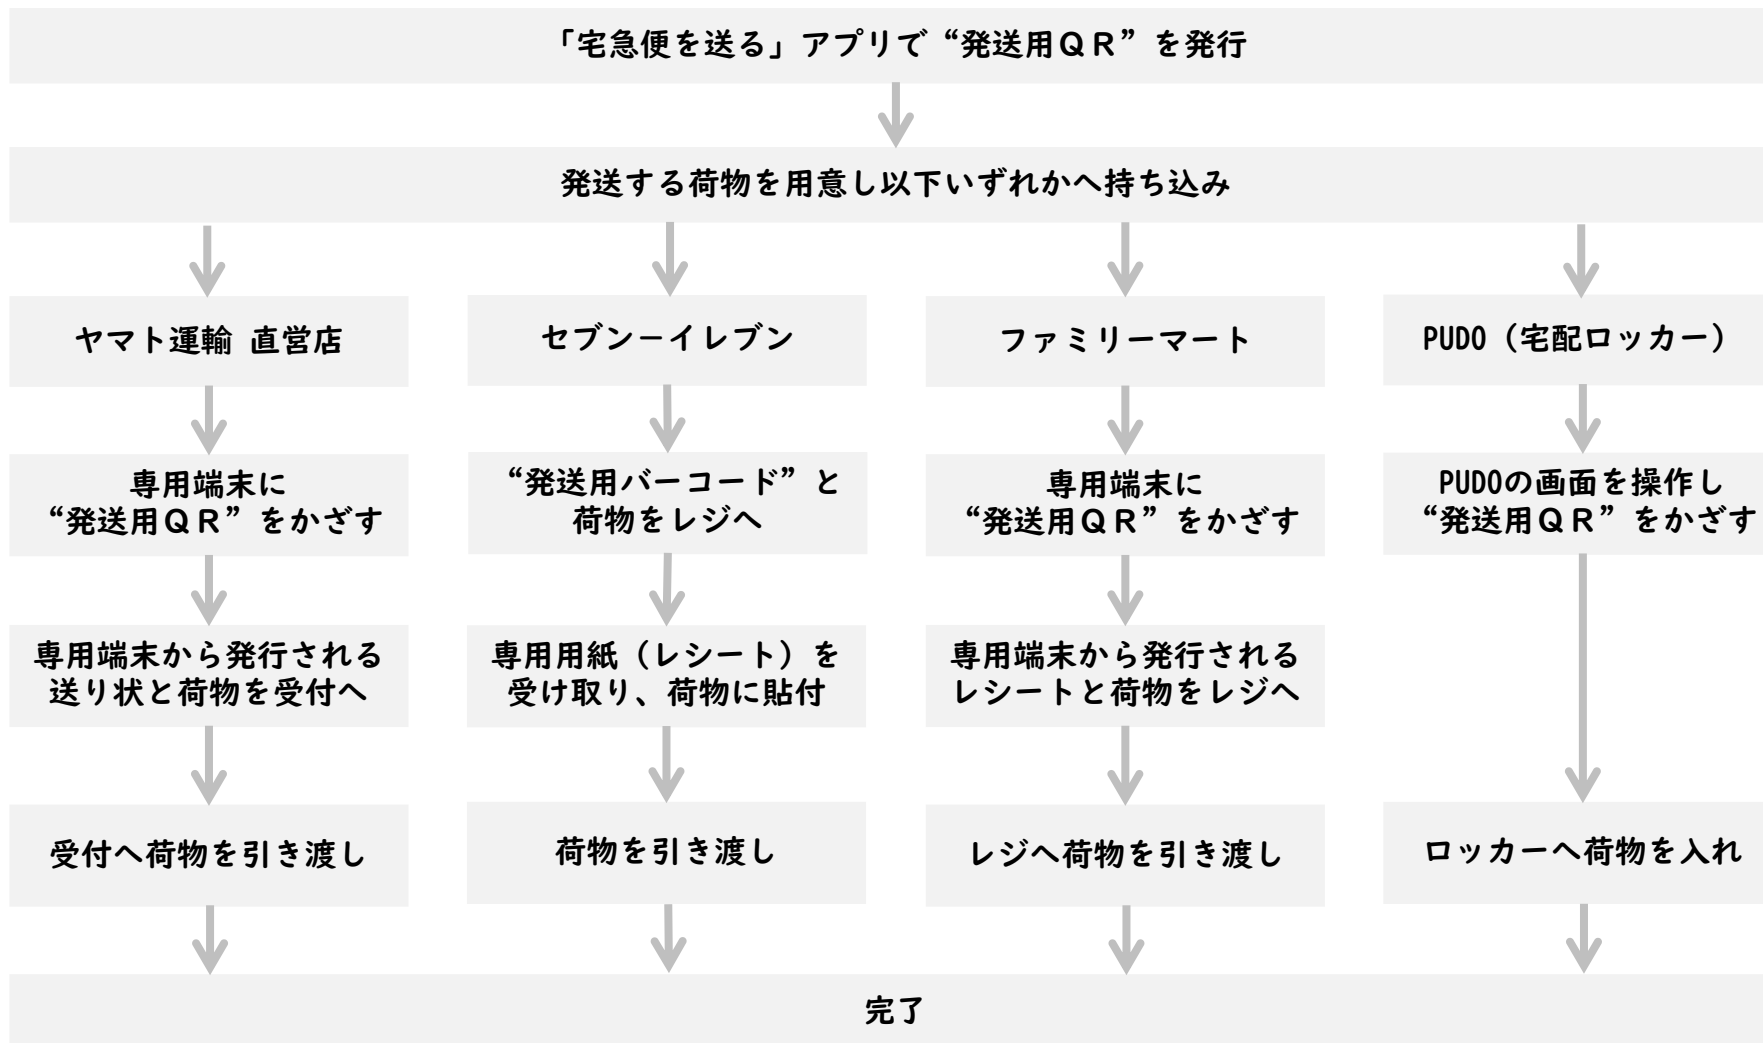 「宅急便を送る」アプリで“発送用QR”を発行
発送する荷物を用意し以下いずれかへ持ち込み
ヤマト運輸 直営店
セブン−イレブン
ファミリーマート
PUDO（宅配ロッカー）
専用端末に
“発送用QR”をかざす
“発送用バーコード”と
荷物をレジへ
専用端末に
“発送用QR”をかざす
PUDOの画面を操作し
“発送用QR”をかざす
専用端末から発行される
送り状と荷物を受付へ
専用用紙（レシート）を
受け取り、荷物に貼付
専用端末から発行される
レシートと荷物をレジへ
受付へ荷物を引き渡し
荷物を引き渡し
レジへ荷物を引き渡し
ロッカーへ荷物を入れ
完了